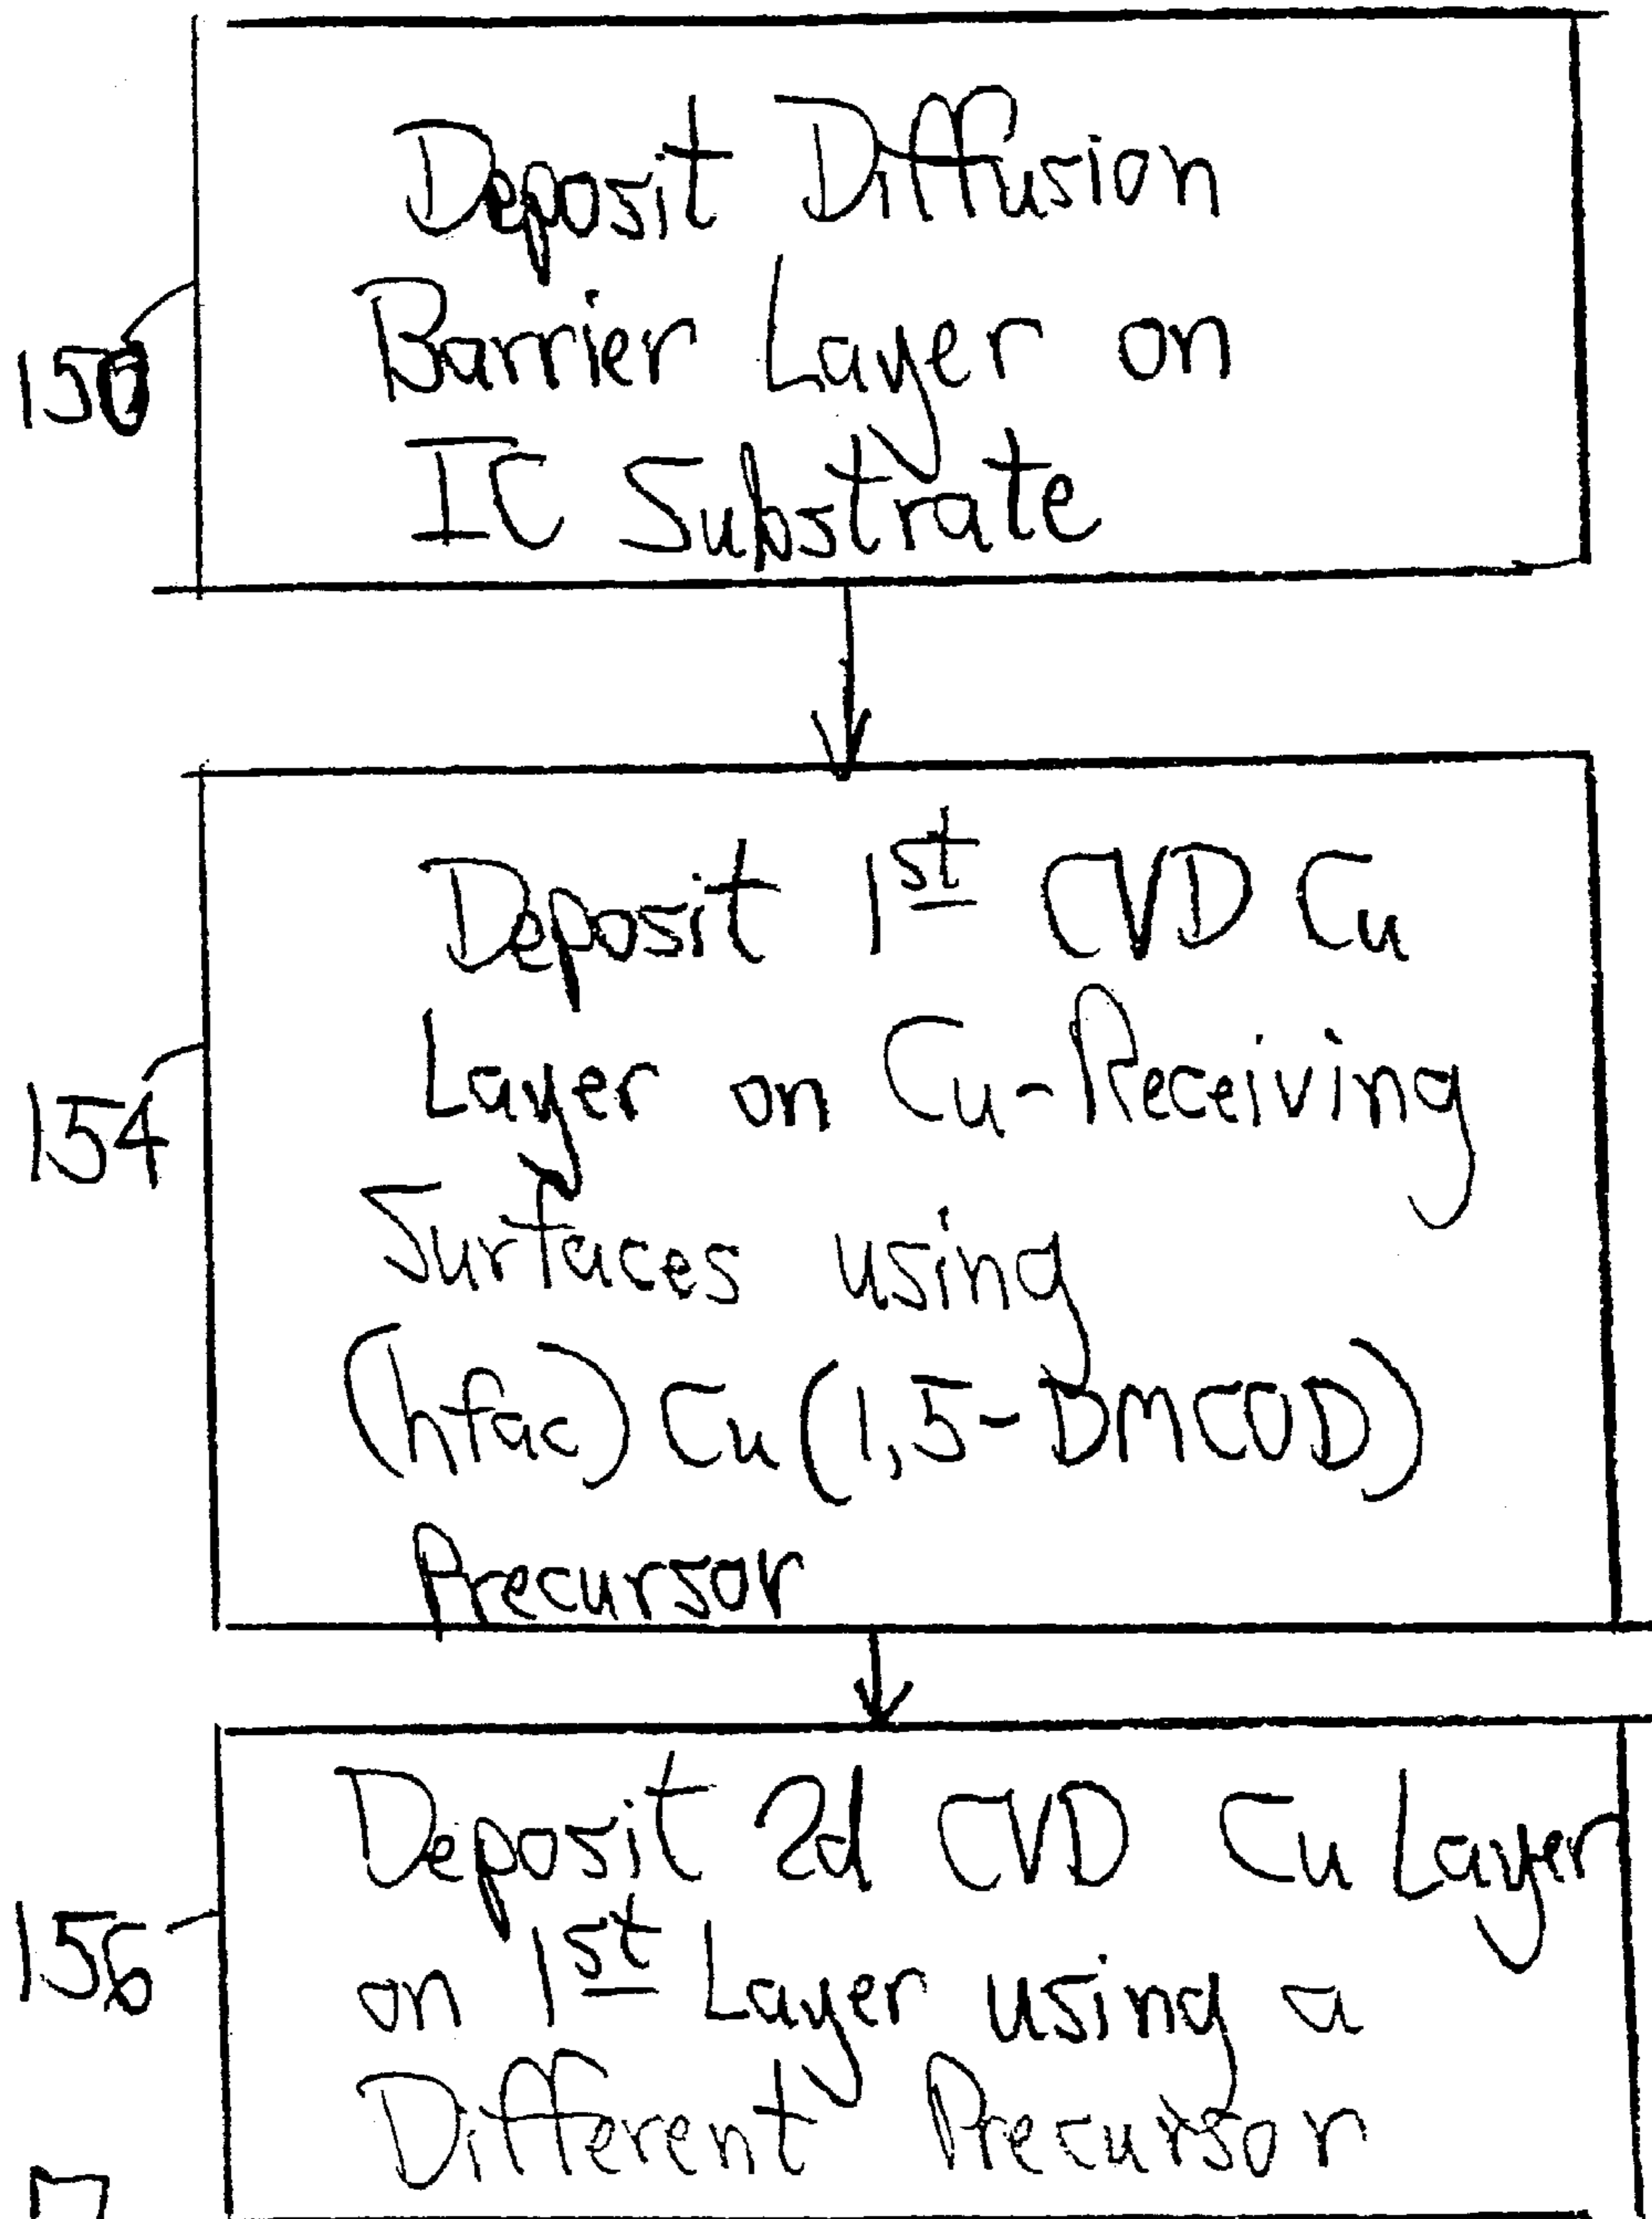 Deposit Diffusion
Barrier Layer on
IC Substrate
150
Deposit 1st CVD Cu
Layer on Cu-Receiving
Surfaces using
(hfac)Cu(1,5-DMCOD)
Precursor
154
Deposit 2d CVD Cu Layer
on 1st Layer using a
Different Precursor
156